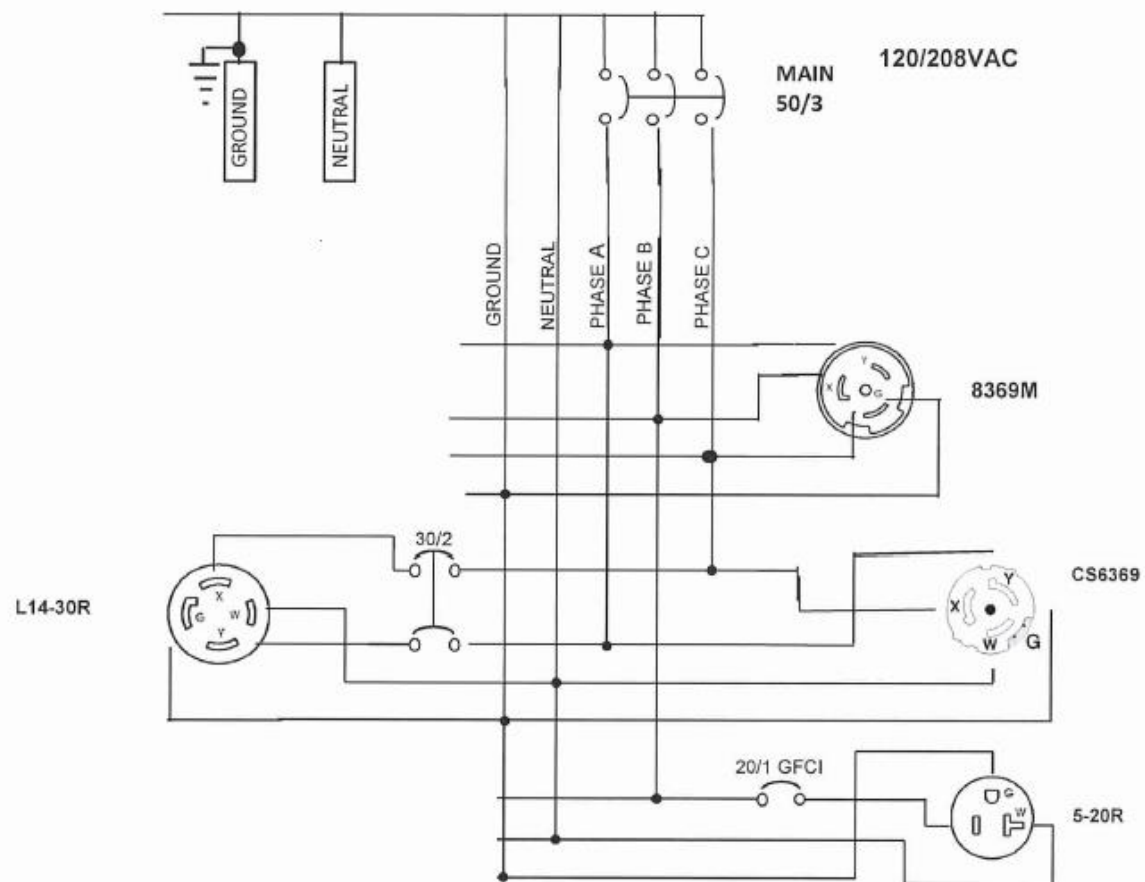 120/208VAC
MAIN
50/3
GROUND
NEUTRAL
GROUND
NEUTRAL
PHASE A
PHASE B
PHASE C
Y
X
G
8369M
30/2
L14-30R
X
G
W
Y
CS6369
Y
X
W
G
20/1 GFCI
G
W
5-20R